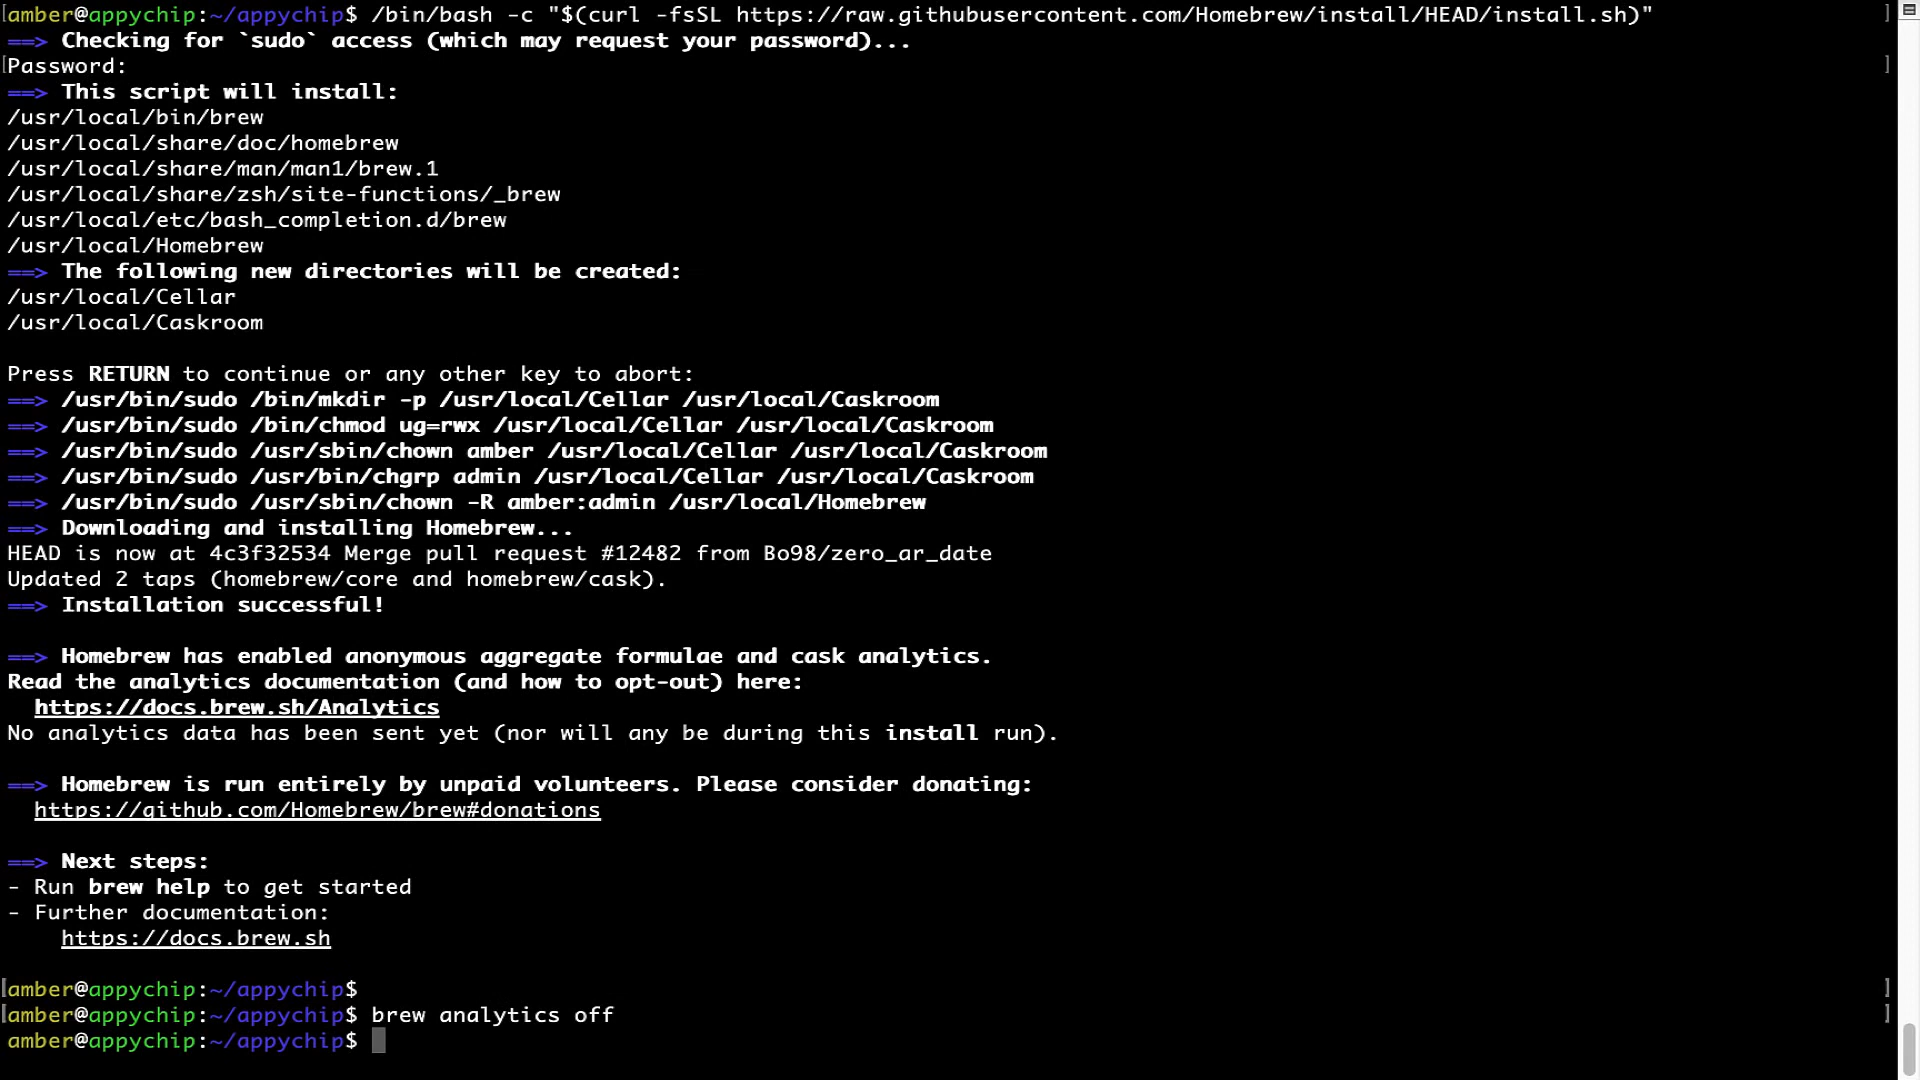 amber@appychip:~/appychip$ /bin/bash -c "$(curl -fsSL https://raw.githubusercontent.com/Homebrew/install/HEAD/install.sh)"
==> Checking for `sudo` access (which may request your password)...
Password:
==> This script will install:
/usr/local/bin/brew
/usr/local/share/doc/homebrew
/usr/local/share/man/man1/brew.1
/usr/local/share/zsh/site-functions/_brew
/usr/local/etc/bash_completion.d/brew
/usr/local/Homebrew
==> The following new directories will be created:
/usr/local/Cellar
/usr/local/Caskroom
Press RETURN to continue or any other key to abort:
==> /usr/bin/sudo /bin/mkdir -p /usr/local/Cellar /usr/local/Caskroom
==> /usr/bin/sudo /bin/chmod ug=rwx /usr/local/Cellar /usr/local/Caskroom
==> /usr/bin/sudo /usr/sbin/chown amber /usr/local/Cellar /usr/local/Caskroom
==> /usr/bin/sudo /usr/bin/chgrp admin /usr/local/Cellar /usr/local/Caskroom
==> /usr/bin/sudo /usr/sbin/chown -R amber:admin /usr/local/Homebrew
==> Downloading and installing Homebrew...
HEAD is now at 4c3f32534 Merge pull request #12482 from Bo98/zero_ar_date
Updated 2 taps (homebrew/core and homebrew/cask).
==> Installation successful!
==> Homebrew has enabled anonymous aggregate formulae and cask analytics.
Read the analytics documentation (and how to opt-out) here:
https://docs.brew.sh/Analytics
No analytics data has been sent yet (nor will any be during this install run).
==> Homebrew is run entirely by unpaid volunteers. Please consider donating:
https://github.com/Homebrew/brew#donations
==> Next steps:
- Run brew help to get started
- Further documentation:
https://docs.brew.sh
amber@appychip:~/appychip$
amber@appychip:~/appychip$ brew analytics off
amber@appychip:~/appychip$